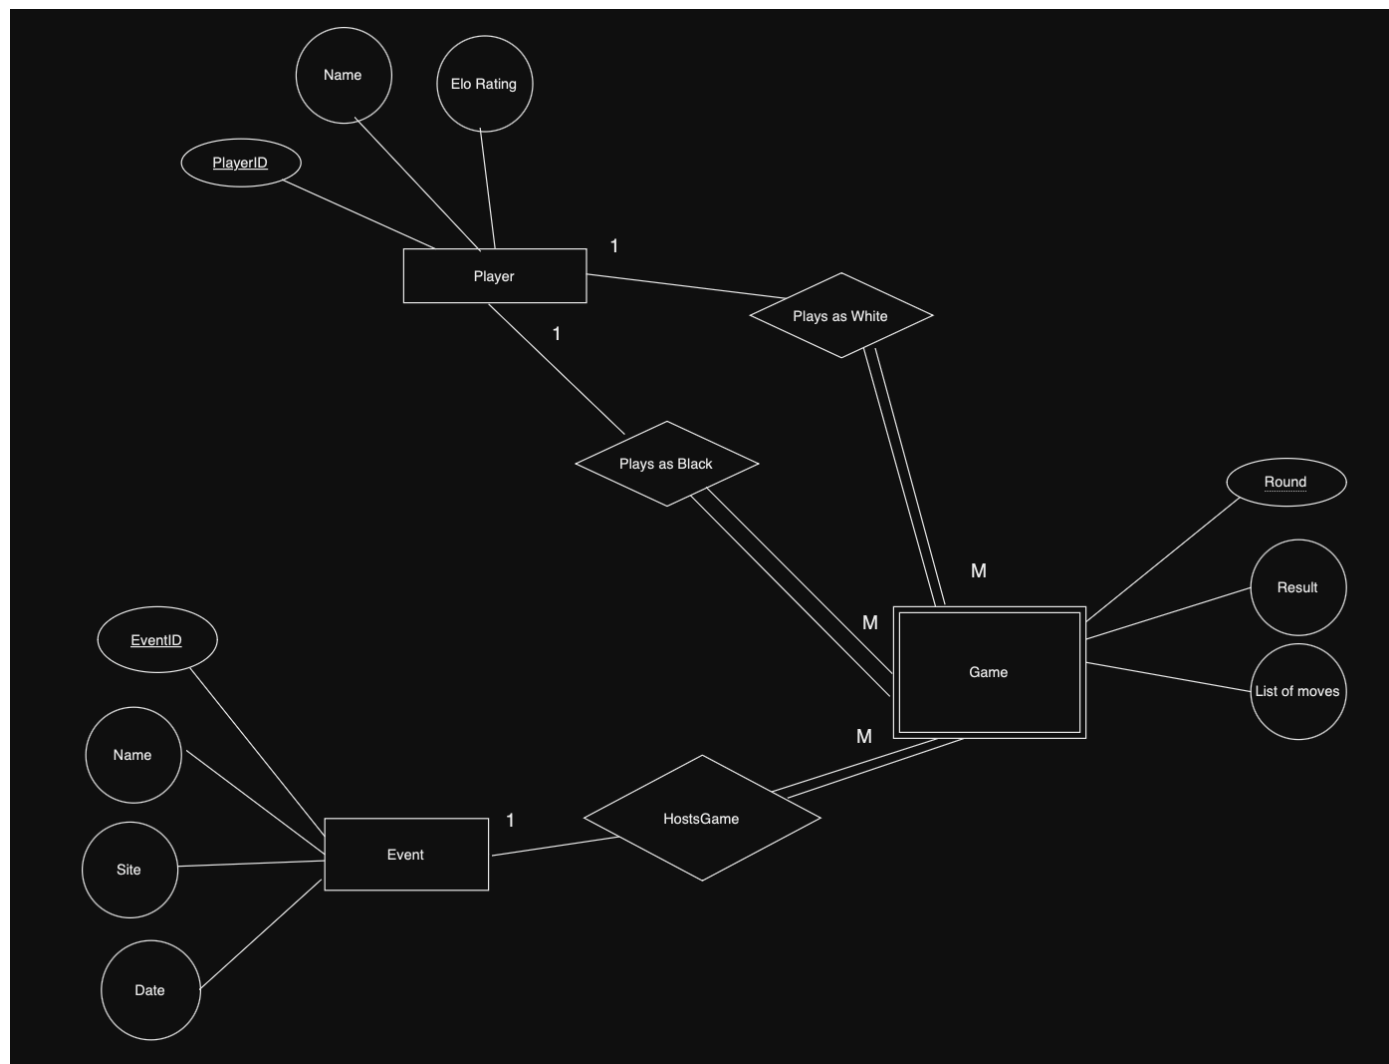 Name
Elo Rating
PlayerID
1
Player
Plays as White
1
Plays as Black
Round
M
Result
M
EventID
Game
List of moves
M
Name
1
HostsGame
Event
Site
Date